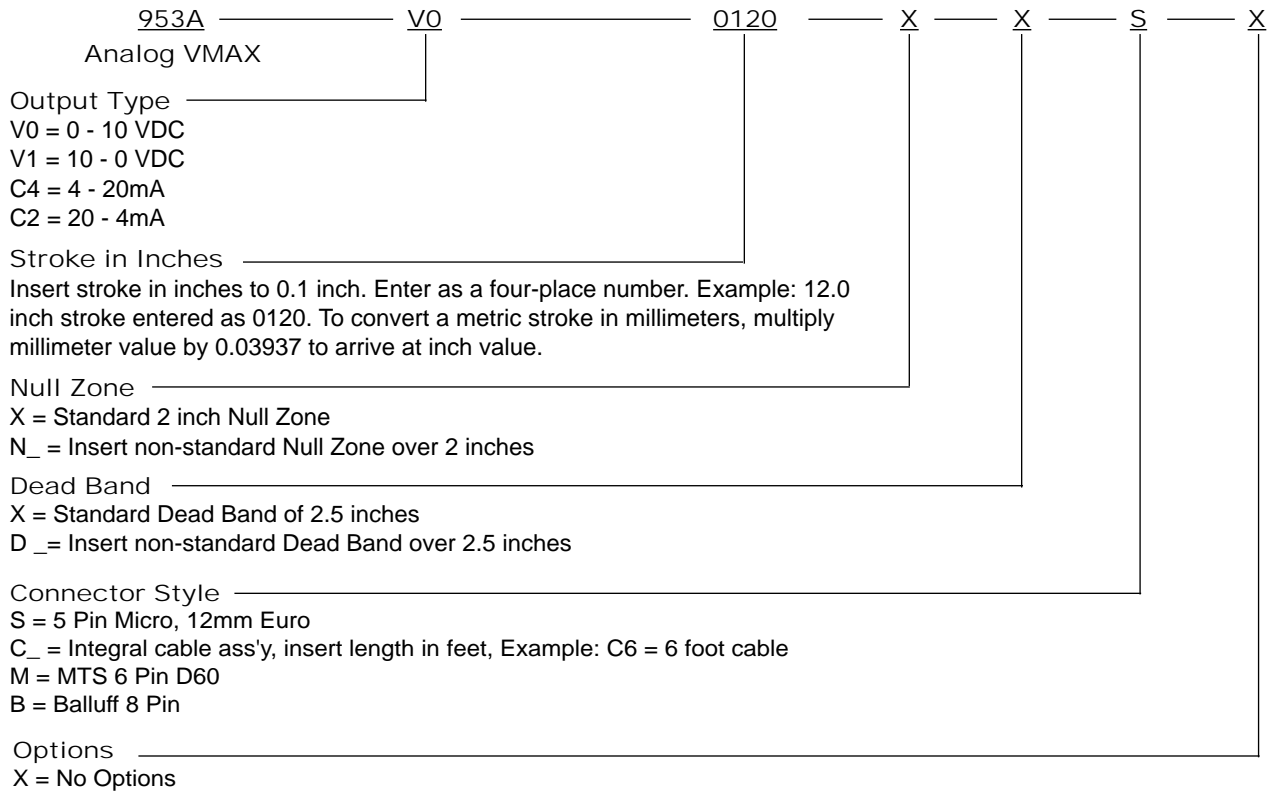 953A V0 0120 X X S X
Analog VMAX
Output Type
V0 = 0 - 10 VDC
V1 = 10 - 0 VDC
C4 = 4 - 20mA
C2 = 20 - 4mA
Stroke in Inches
Insert stroke in inches to 0.1 inch. Enter as a four-place number. Example: 12.0
inch stroke entered as 0120. To convert a metric stroke in millimeters, multiply
millimeter value by 0.03937 to arrive at inch value.
Null Zone
X = Standard 2 inch Null Zone
N_ = Insert non-standard Null Zone over 2 inches
Dead Band
X = Standard Dead Band of 2.5 inches
D _= Insert non-standard Dead Band over 2.5 inches
Connector Style
S = 5 Pin Micro, 12mm Euro
C_ = Integral cable ass'y, insert length in feet, Example: C6 = 6 foot cable
M = MTS 6 Pin D60
B = Balluff 8 Pin
Options
X = No Options